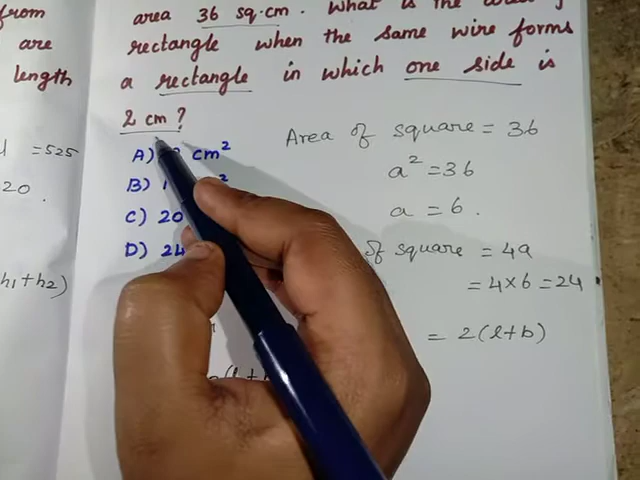 from
are
length
= 525
20.
h1+h2)
area 36 sq.cm. What is the
rectangle when the same wire forms
a rectangle in which one side is
2 cm?
A) cm²
B) 1
C) 20
D) 24
Area of square = 36
a² = 36
a = 6.
of square = 4a
= 4×6 = 24
= 2(l+b)